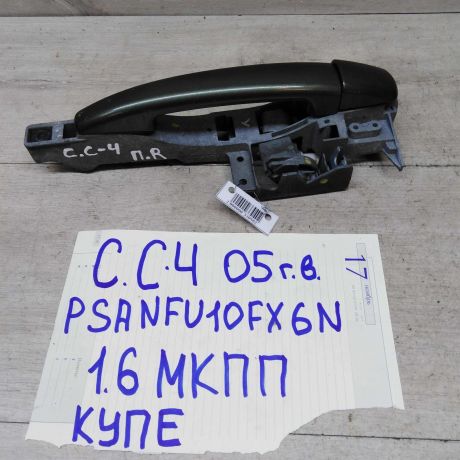 C.C-4 П.R
C.C.4 05г.в.
PSANFU10FX6N
1.6 МКПП
КУПЕ
17